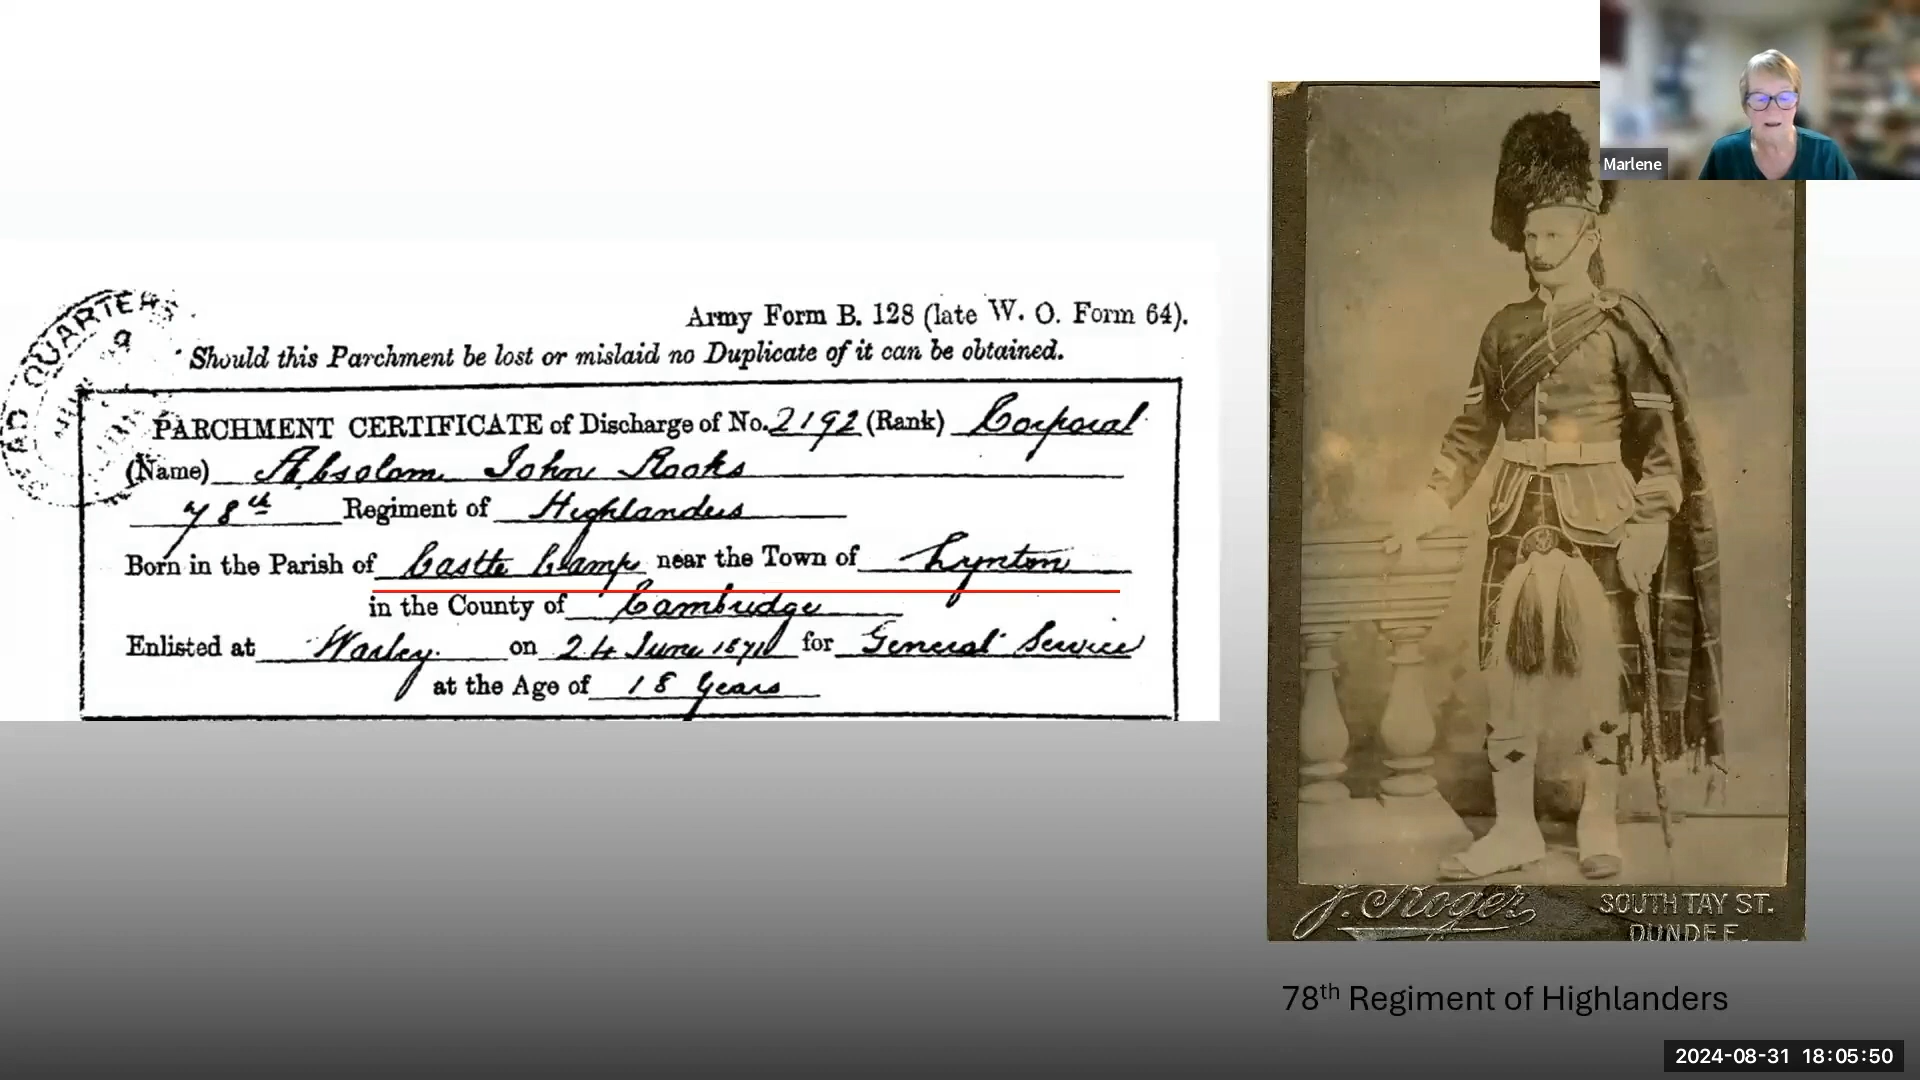 Marlene
AD QUARTERS
Army Form B. 128 (late W. O. Form 64).
Should this Parchment be lost or mislaid no Duplicate of it can be obtained.
PARCHMENT CERTIFICATE of Discharge of No. 2192 (Rank) Corporal
(Name) Absolom John Rooks
78th Regiment of Highlanders
Born in the Parish of Castle Camps near the Town of Lynton
in the County of Cambridge
Enlisted at Warley on 24 June 1871 for General Service
at the Age of 18 Years
J. Roger
SOUTH TAY ST.
DUNDEE.
78th Regiment of Highlanders
2024-08-31 18:05:50